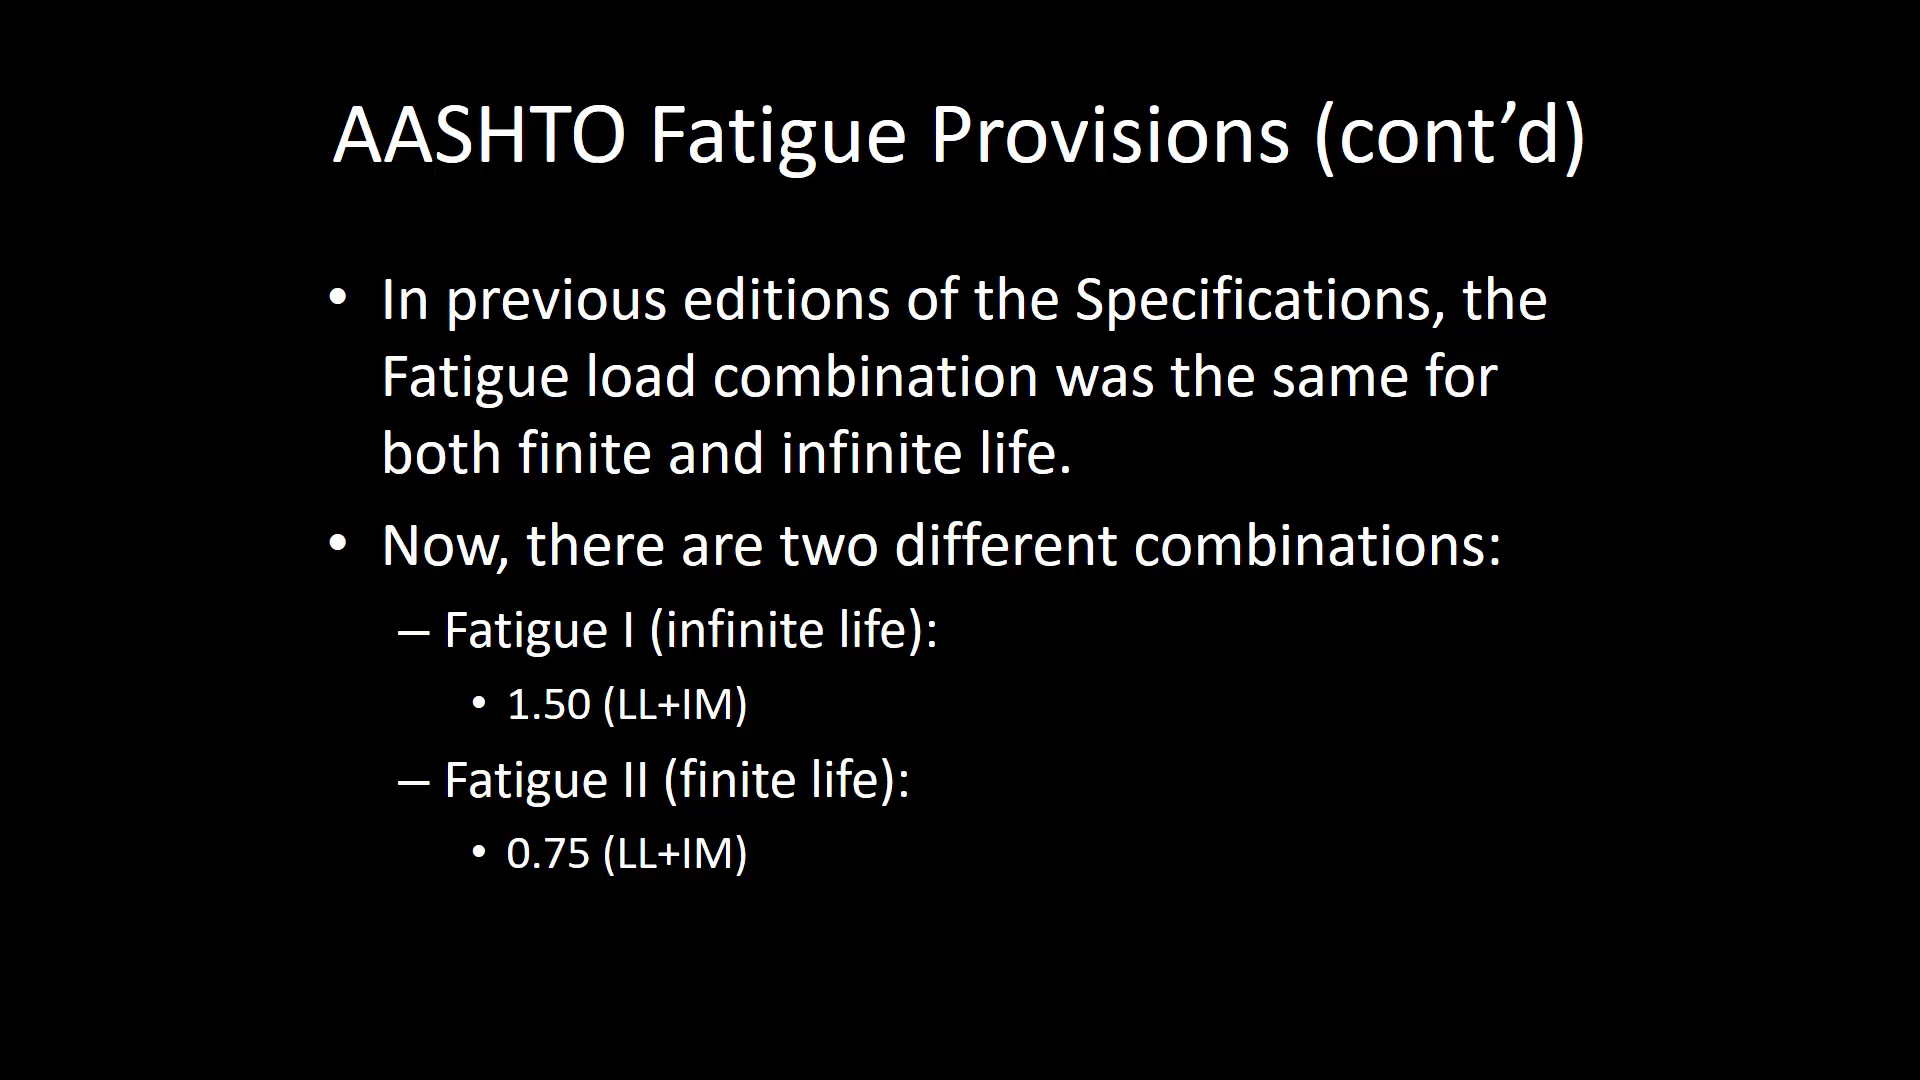 AASHTO Fatigue Provisions (cont’d)
• In previous editions of the Specifications, the
Fatigue load combination was the same for
both finite and infinite life.
• Now, there are two different combinations:
– Fatigue I (infinite life):
• 1.50 (LL+IM)
– Fatigue II (finite life):
• 0.75 (LL+IM)